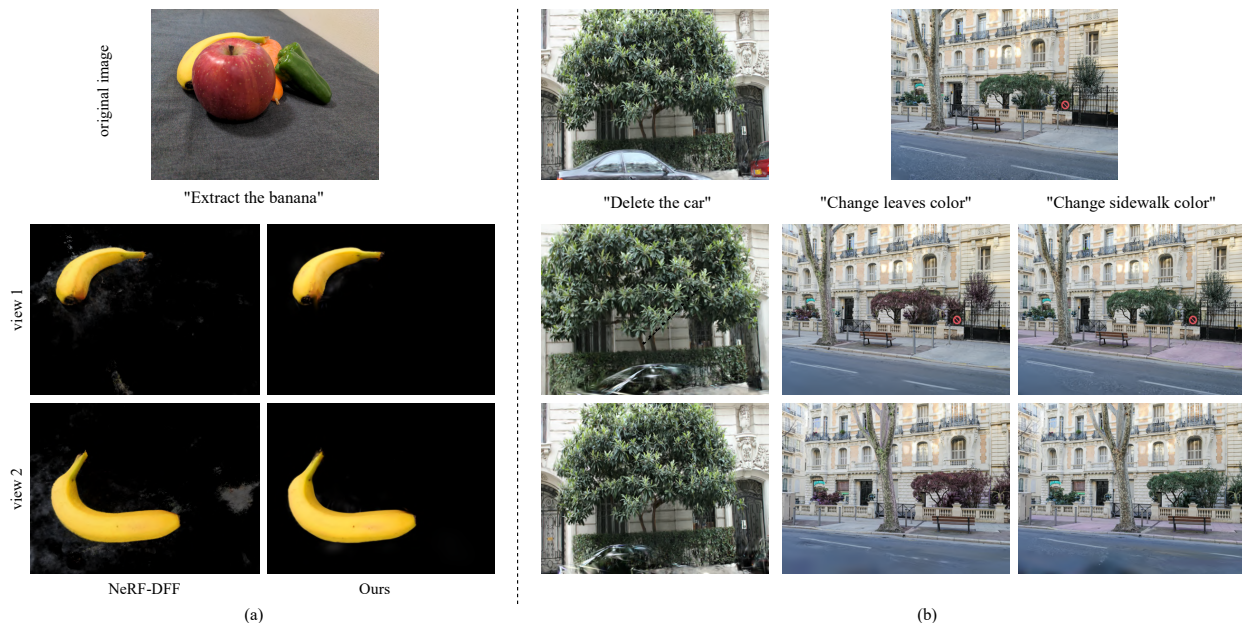 original image
"Extract the banana"
"Delete the car"
"Change leaves color"
"Change sidewalk color"
view 1
view 2
NeRF-DFF
Ours
(a)
(b)